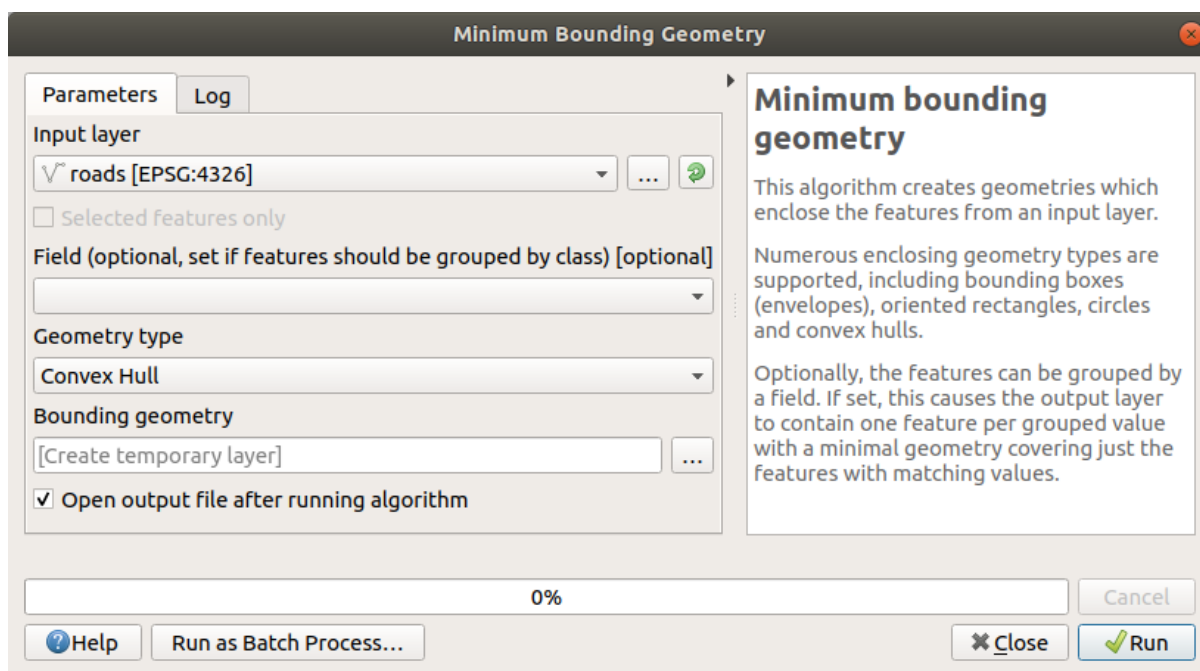 Minimum Bounding Geometry
Parameters
Log
Input layer
roads [EPSG:4326]
...
Selected features only
Field (optional, set if features should be grouped by class) [optional]
Geometry type
Convex Hull
Bounding geometry
[Create temporary layer]
...
Open output file after running algorithm
Minimum bounding
geometry
This algorithm creates geometries which
enclose the features from an input layer.
Numerous enclosing geometry types are
supported, including bounding boxes
(envelopes), oriented rectangles, circles
and convex hulls.
Optionally, the features can be grouped by
a field. If set, this causes the output layer
to contain one feature per grouped value
with a minimal geometry covering just the
features with matching values.
0%
Cancel
Help
Run as Batch Process...
Close
Run